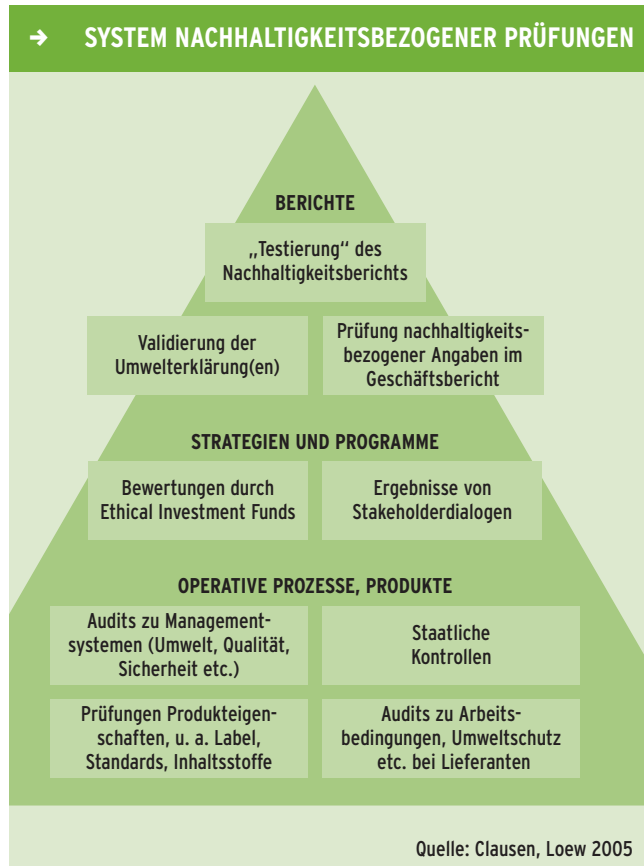 → SYSTEM NACHHALTIGKEITSBEZOGENER PRÜFUNGEN
BERICHTE
„Testierung“ des
Nachhaltigkeitsberichts
Validierung der
Umwelterklärung(en)
Prüfung nachhaltigkeits-
bezogener Angaben im
Geschäftsbericht
STRATEGIEN UND PROGRAMME
Bewertungen durch
Ethical Investment Funds
Ergebnisse von
Stakeholderdialogen
OPERATIVE PROZESSE, PRODUKTE
Audits zu Management-
systemen (Umwelt, Qualität,
Sicherheit etc.)
Staatliche
Kontrollen
Prüfungen Produkteigen-
schaften, u. a. Label,
Standards, Inhaltsstoffe
Audits zu Arbeits-
bedingungen, Umweltschutz
etc. bei Lieferanten
Quelle: Clausen, Loew 2005